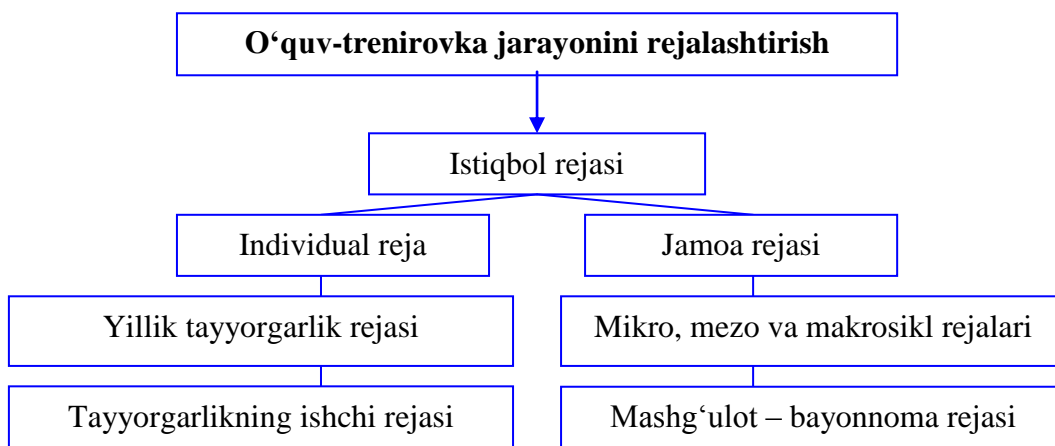 O‘quv-trenirovka jarayonini rejalashtirish
Istiqbol rejasi
Individual reja
Jamoa rejasi
Yillik tayyorgarlik rejasi
Mikro, mezo va makrosikl rejalari
Tayyorgarlikning ishchi rejasi
Mashg‘ulot – bayonnoma rejasi